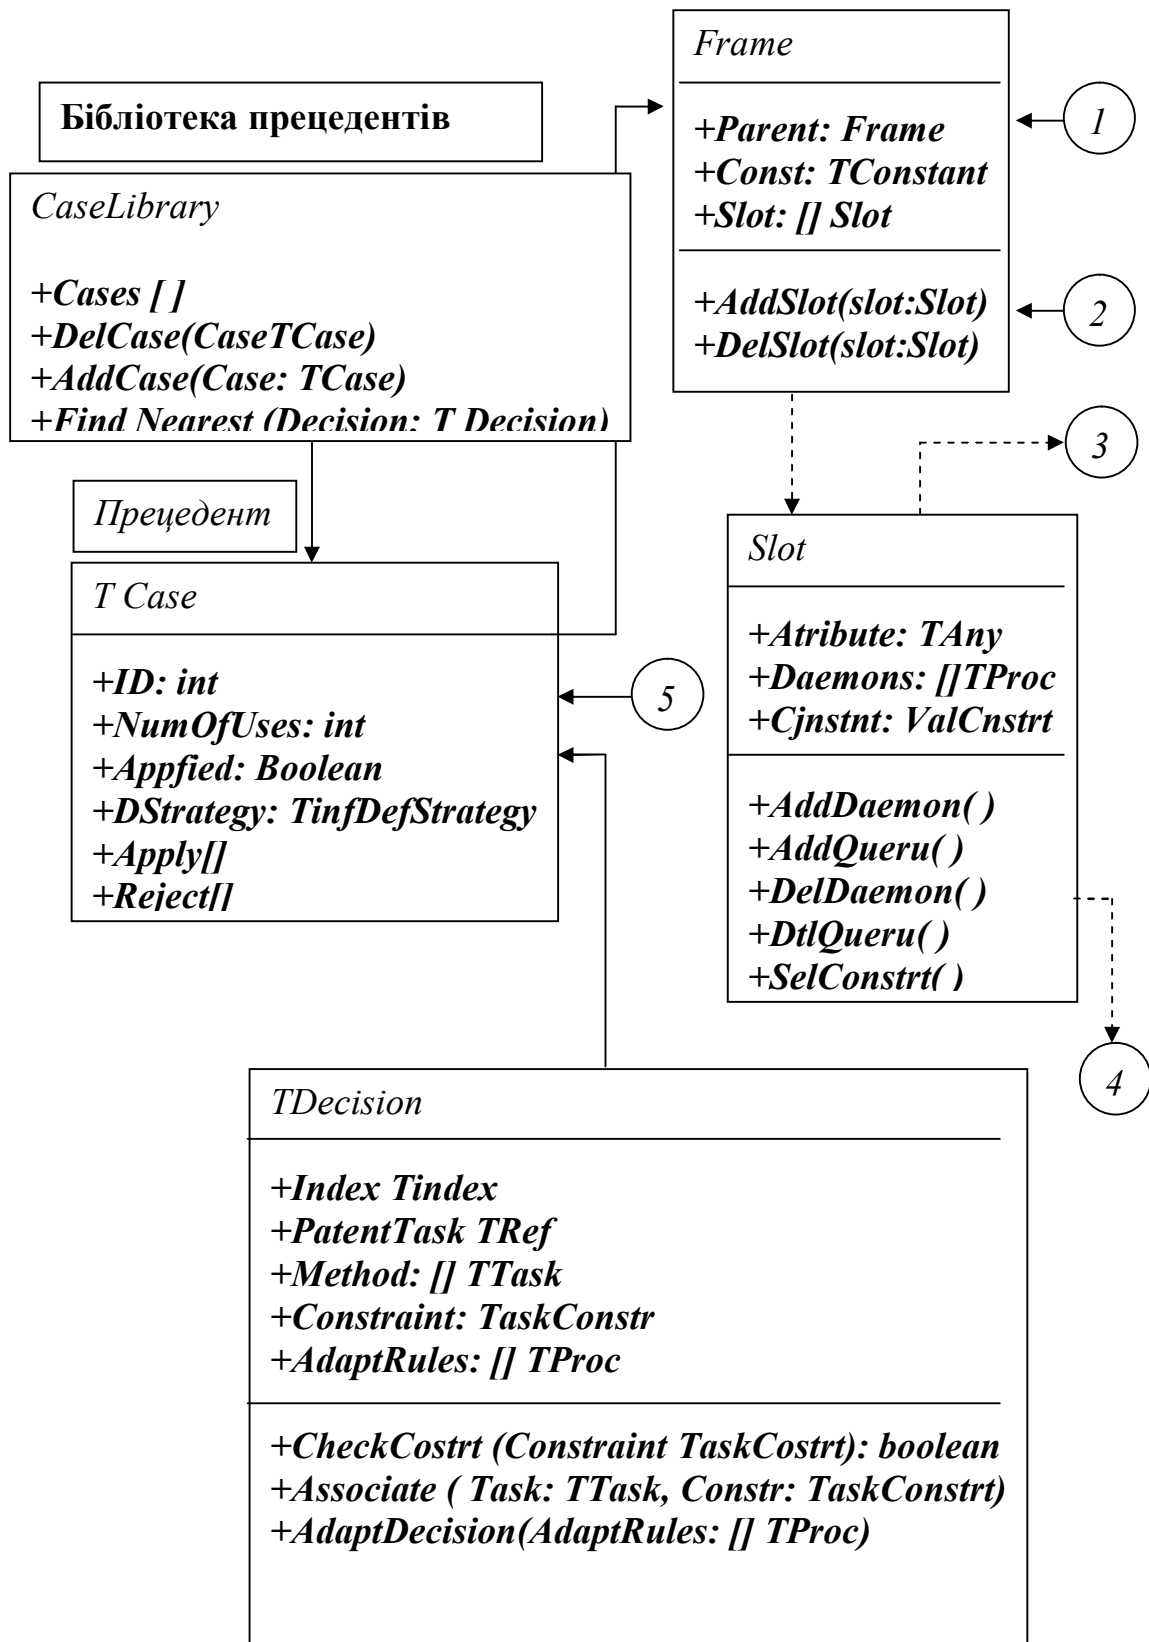 Frame
+Parent: Frame
+Const: TConstant
+Slot: [] Slot
+AddSlot(slot:Slot)
+DelSlot(slot:Slot)
1
2
Бібліотека прецедентів
CaseLibrary
+Cases [ ]
+DelCase(CaseTCase)
+AddCase(Case: TCase)
+Find Nearest (Decision: T Decision)
3
Прецедент
T Case
+ID: int
+NumOfUses: int
+Appfied: Boolean
+DStrategy: TinfDefStrategy
+Apply[]
+Reject[]
5
Slot
+Atribute: TAny
+Daemons: []TProc
+Cjnstnt: ValCnstrt
+AddDaemon( )
+AddQueru( )
+DelDaemon( )
+DtlQueru( )
+SelConstrt( )
4
TDecision
+Index Tindex
+PatentTask TRef
+Method: [] TTask
+Constraint: TaskConstr
+AdaptRules: [] TProc
+CheckCostrt (Constraint TaskCostrt): boolean
+Associate ( Task: TTask, Constr: TaskConstrt)
+AdaptDecision(AdaptRules: [] TProc)